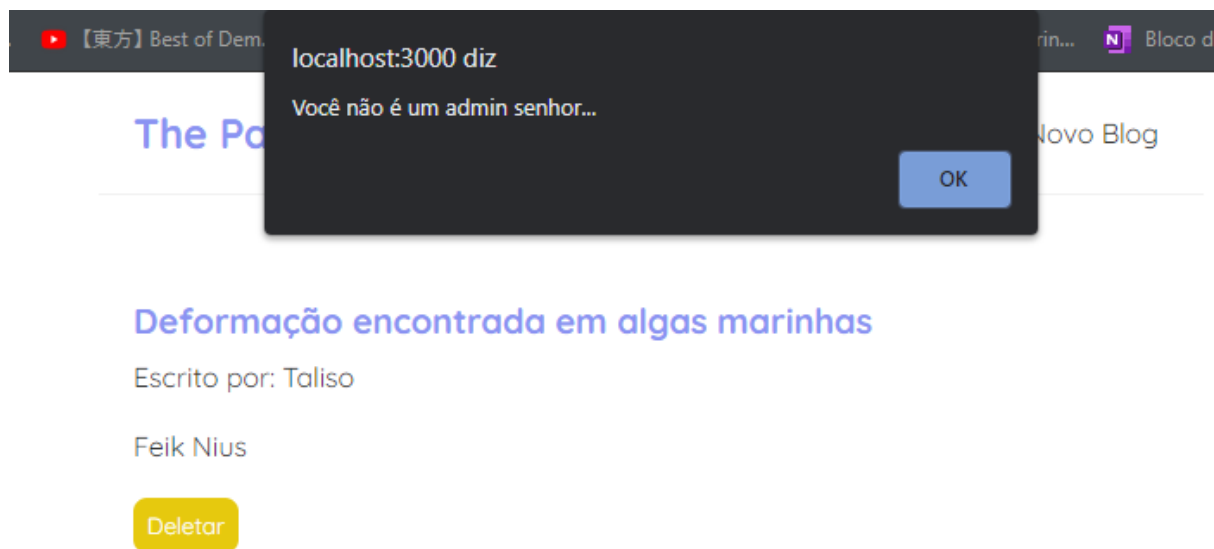 【東方】Best of Dem.
rin...
Bloco d
localhost:3000 diz
Você não é um admin senhor...
OK
The Pa
Novo Blog
Deformação encontrada em algas marinhas
Escrito por: Taliso
Feik Nius
Deletar